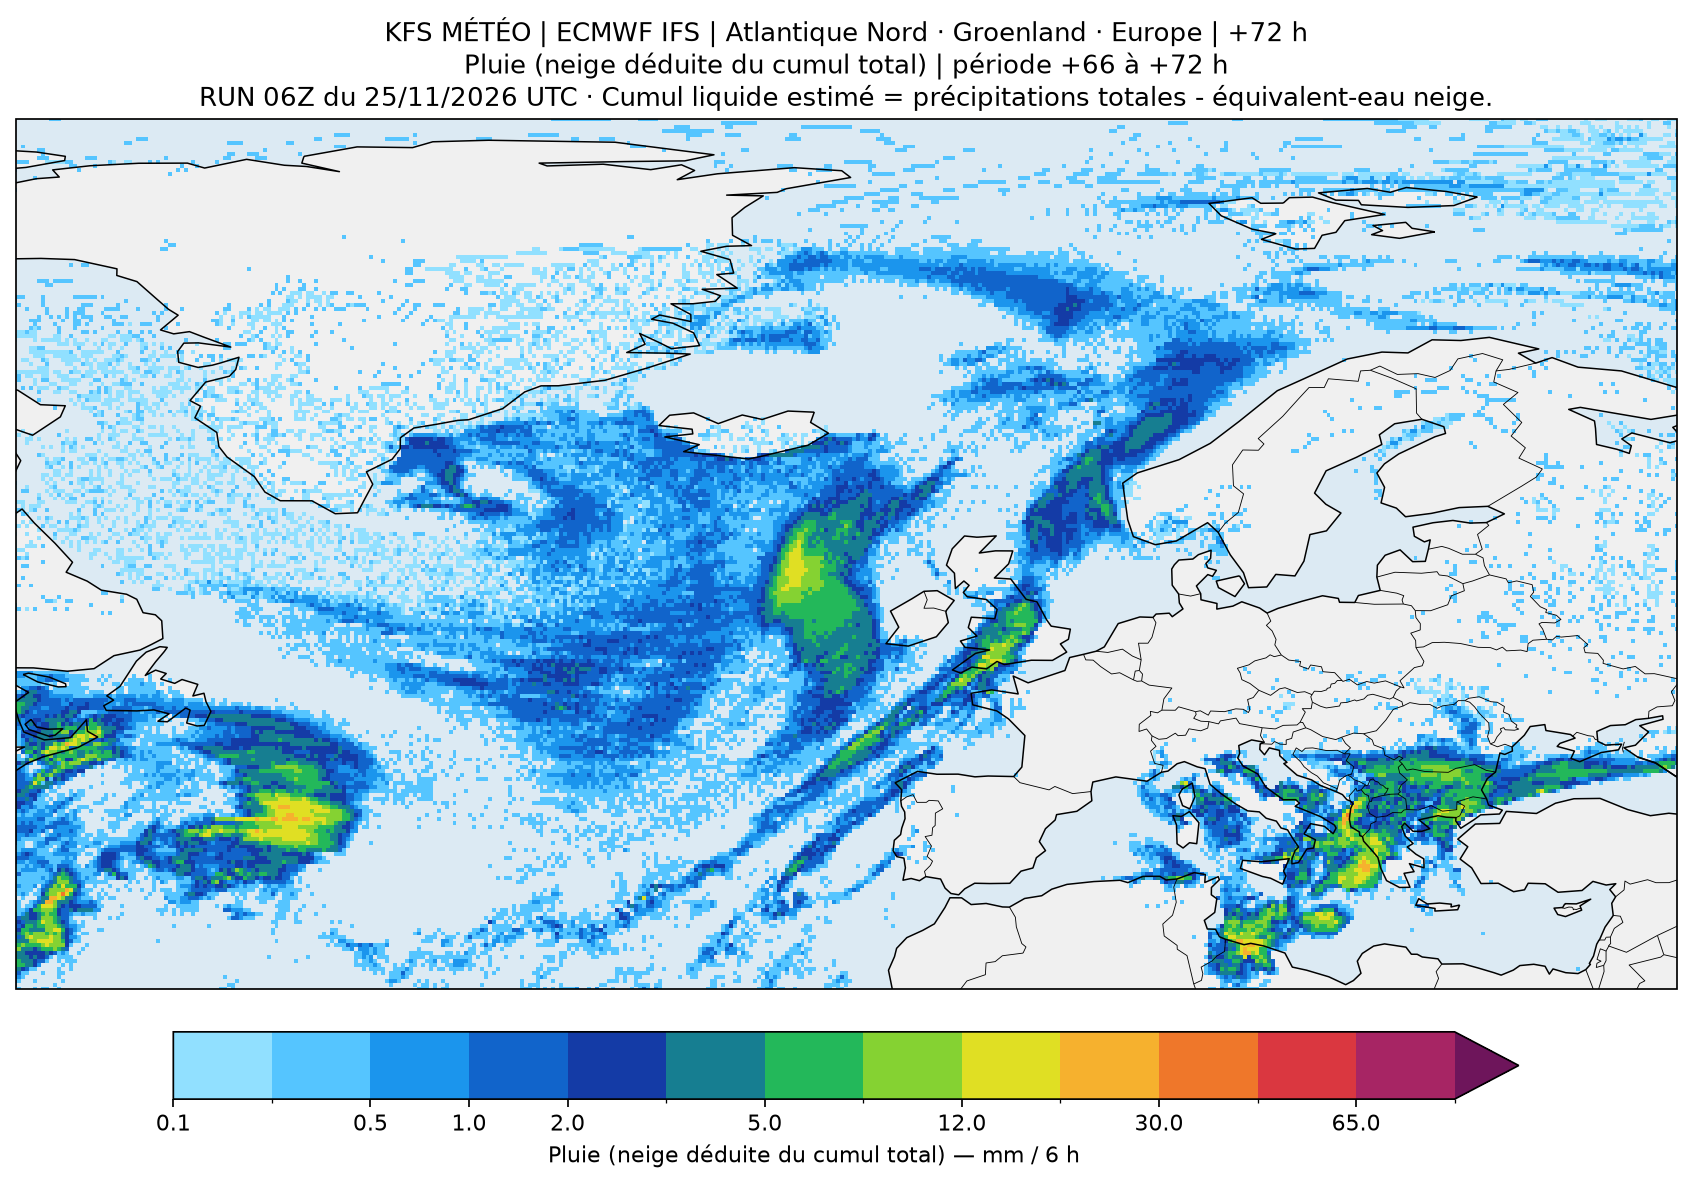 KFS MÉTÉO | ECMWF IFS | Atlantique Nord · Groenland · Europe | +72 h
Pluie (neige déduite du cumul total) | période +66 à +72 h
RUN 06Z du 25/11/2026 UTC · Cumul liquide estimé = précipitations totales - équivalent-eau neige.
0.1 0.5 1.0 2.0 5.0 12.0 30.0 65.0
Pluie (neige déduite du cumul total) — mm / 6 h